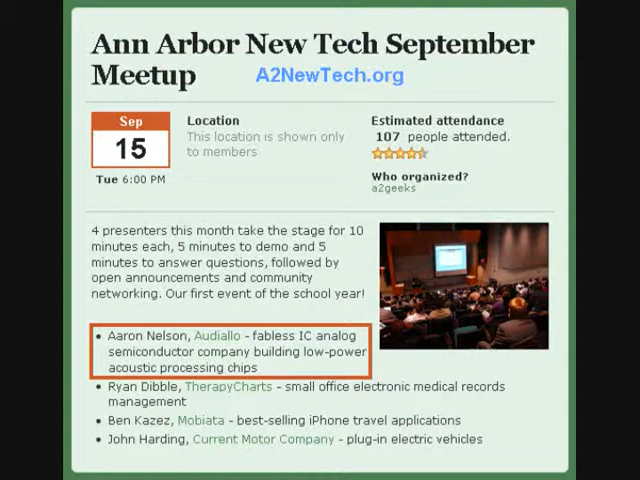 Ann Arbor New Tech September
Meetup
A2NewTech.org
Sep
15
Tue 6:00 PM
Location
This location is shown only
to members
Estimated attendance
107 people attended.
Who organized?
a2geeks
4 presenters this month take the stage for 10
minutes each, 5 minutes to demo and 5
minutes to answer questions, followed by
open announcements and community
networking. Our first event of the school year!
• Aaron Nelson, Audiallo - fabless IC analog
semiconductor company building low-power
acoustic processing chips
• Ryan Dibble, TherapyCharts - small office electronic medical records
management
• Ben Kazez, Mobiata - best-selling iPhone travel applications
• John Harding, Current Motor Company - plug-in electric vehicles